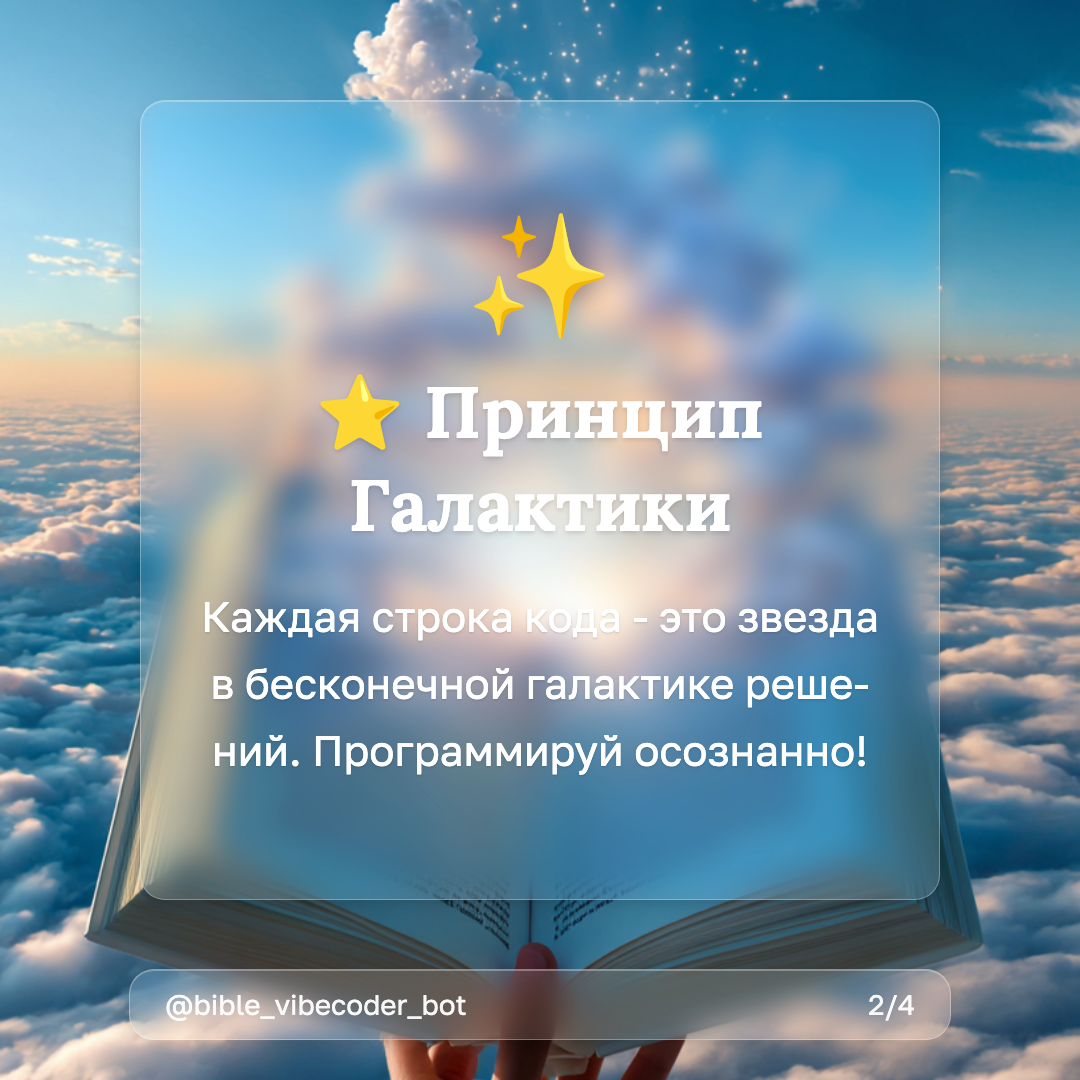 ⭐ Принцип
Галактики
Каждая строка кода - это звезда
в бесконечной галактике реше-
ний. Программируй осознанно!
@bible_vibecoder_bot
2/4